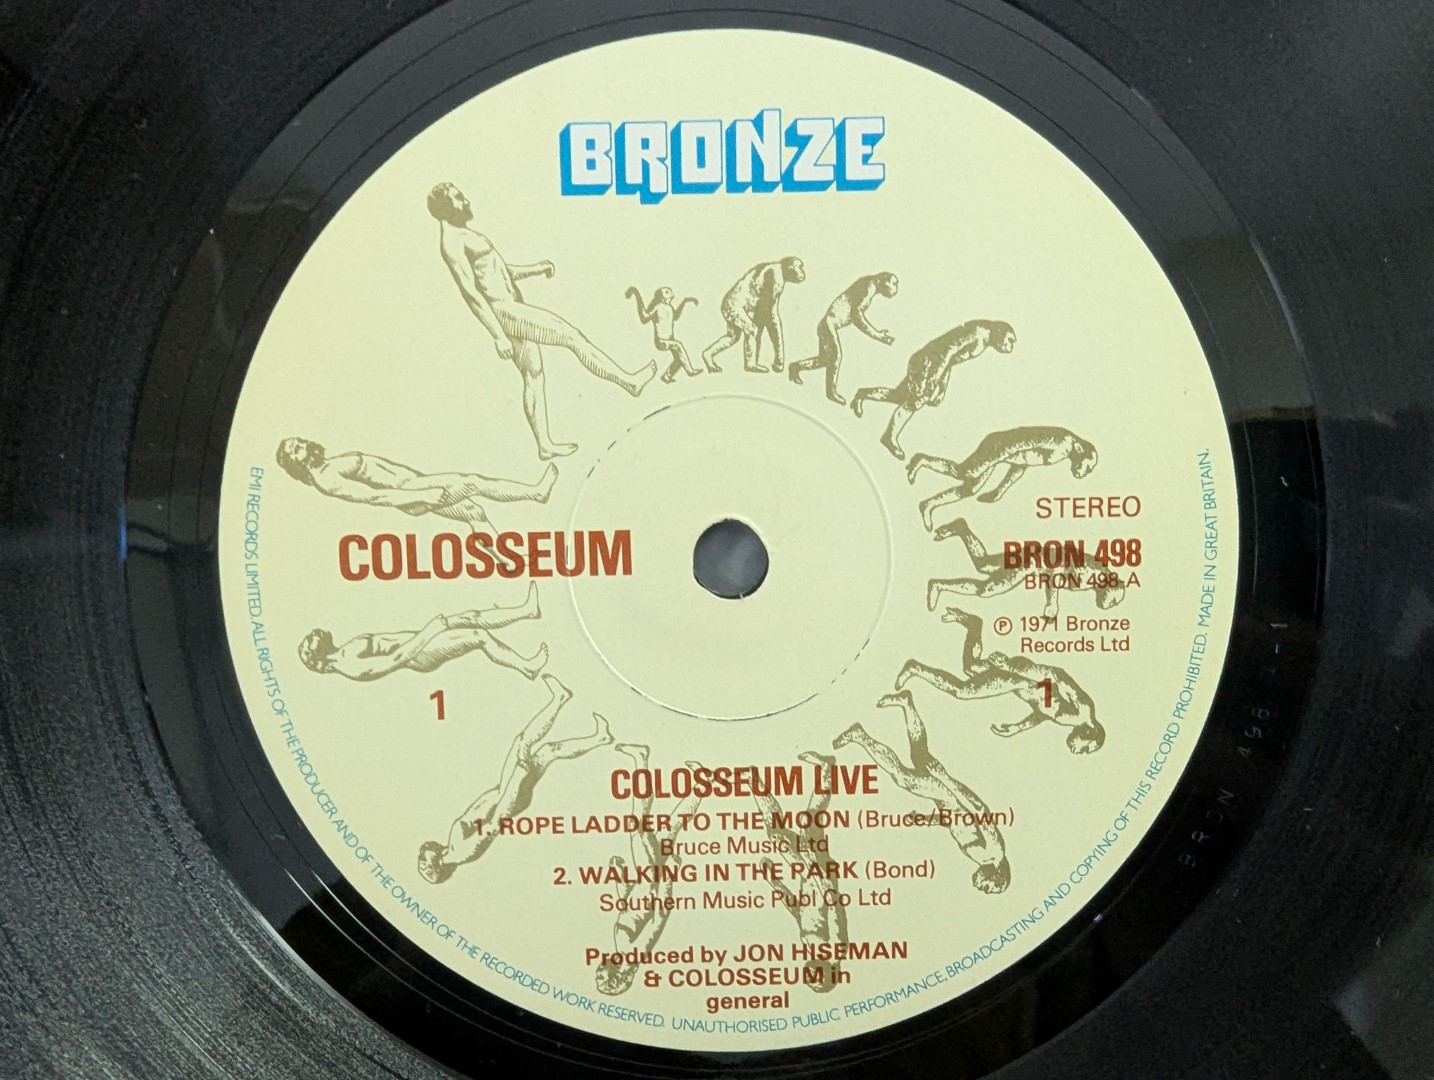 BRONZE
STEREO
COLOSSEUM
BRON 498
BRON 498-A
℗ 1971 Bronze
Records Ltd
1
1
COLOSSEUM LIVE
1. ROPE LADDER TO THE MOON (Bruce/Brown)
Bruce Music Ltd
2. WALKING IN THE PARK (Bond)
Southern Music Publ Co Ltd
Produced by JON HISEMAN
& COLOSSEUM in
general
EMI RECORDS LIMITED. ALL RIGHTS OF THE PRODUCER AND OF THE OWNER OF THE RECORDED WORK RESERVED. UNAUTHORISED PUBLIC PERFORMANCE, BROADCASTING AND COPYING OF THIS RECORD PROHIBITED. MADE IN GREAT BRITAIN.
BRON 498